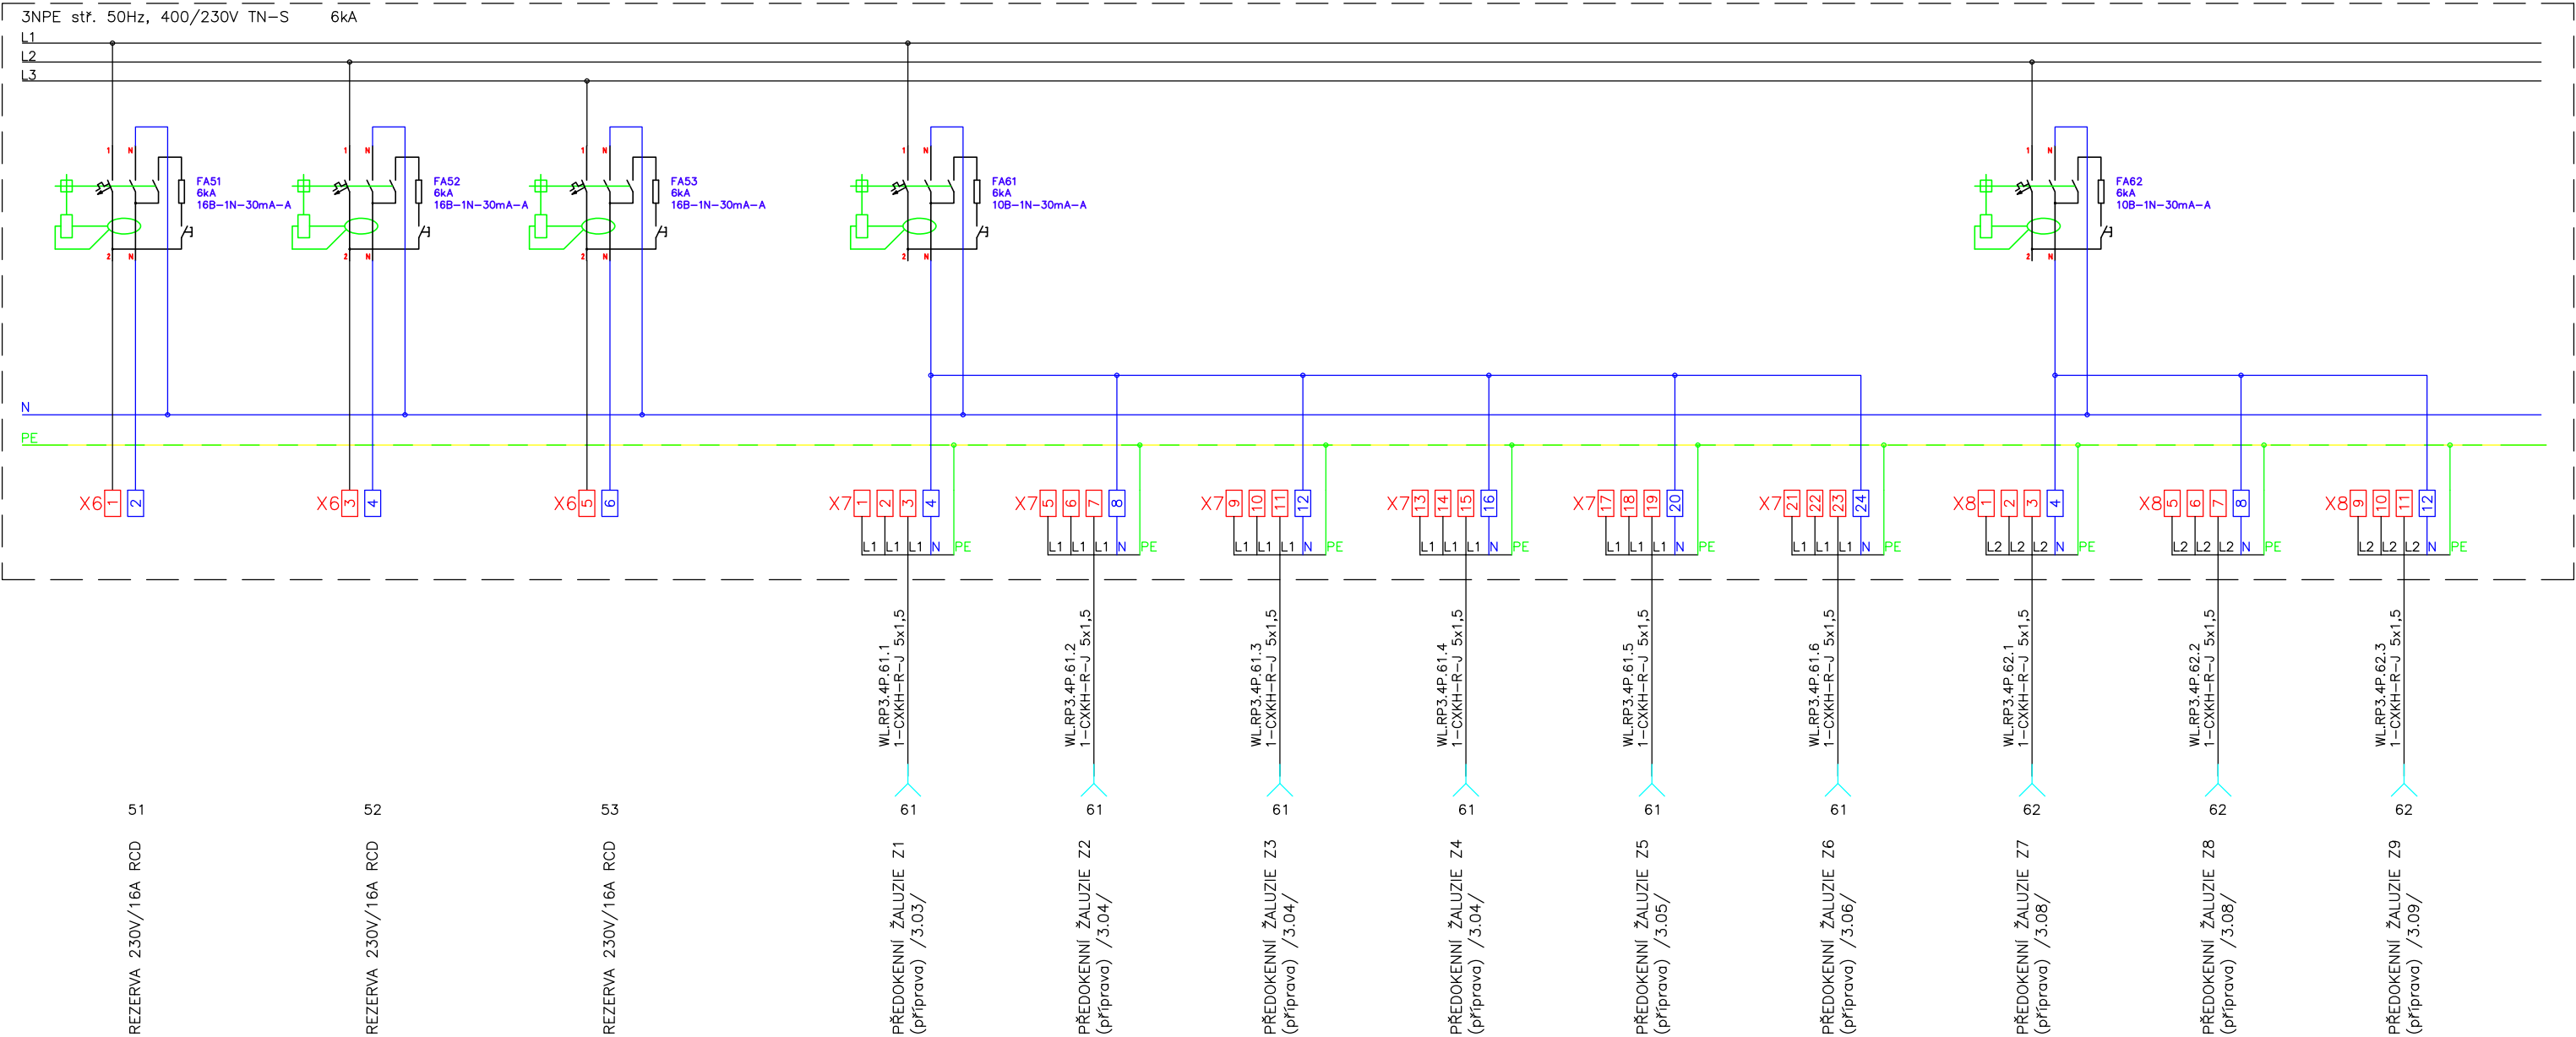 3NPE stř. 50Hz, 400/230V TN-S 6kA
L1
L2
L3
1 N
1 N
1 N
1 N
1 N
FA51
6kA
16B-1N-30mA-A
FA52
6kA
16B-1N-30mA-A
FA53
6kA
16B-1N-30mA-A
FA61
6kA
10B-1N-30mA-A
FA62
6kA
10B-1N-30mA-A
2 N
2 N
2 N
2 N
2 N
N
PE
X6 1 2
X6 3 4
X6 5 6
X7 1 2 3 4
X7 5 6 7 8
X7 9 10 11 12
X7 13 14 15 16
X7 17 18 19 20
X7 21 22 23 24
X8 1 2 3 4
X8 5 6 7 8
X8 9 10 11 12
L1 L1 L1 N PE
L1 L1 L1 N PE
L1 L1 L1 N PE
L1 L1 L1 N PE
L1 L1 L1 N PE
L1 L1 L1 N PE
L2 L2 L2 N PE
L2 L2 L2 N PE
L2 L2 L2 N PE
WL.RP3.4P.61.1
1-CXKH-R-J 5x1,5
WL.RP3.4P.61.2
1-CXKH-R-J 5x1,5
WL.RP3.4P.61.3
1-CXKH-R-J 5x1,5
WL.RP3.4P.61.4
1-CXKH-R-J 5x1,5
WL.RP3.4P.61.5
1-CXKH-R-J 5x1,5
WL.RP3.4P.61.6
1-CXKH-R-J 5x1,5
WL.RP3.4P.62.1
1-CXKH-R-J 5x1,5
WL.RP3.4P.62.2
1-CXKH-R-J 5x1,5
WL.RP3.4P.62.3
1-CXKH-R-J 5x1,5
51
52
53
61
61
61
61
61
61
62
62
62
REZERVA 230V/16A RCD
REZERVA 230V/16A RCD
REZERVA 230V/16A RCD
PŘEDOKENNÍ ŽALUZIE Z1
(příprava) /3.03/
PŘEDOKENNÍ ŽALUZIE Z2
(příprava) /3.04/
PŘEDOKENNÍ ŽALUZIE Z3
(příprava) /3.04/
PŘEDOKENNÍ ŽALUZIE Z4
(příprava) /3.04/
PŘEDOKENNÍ ŽALUZIE Z5
(příprava) /3.05/
PŘEDOKENNÍ ŽALUZIE Z6
(příprava) /3.06/
PŘEDOKENNÍ ŽALUZIE Z7
(příprava) /3.08/
PŘEDOKENNÍ ŽALUZIE Z8
(příprava) /3.08/
PŘEDOKENNÍ ŽALUZIE Z9
(příprava) /3.09/